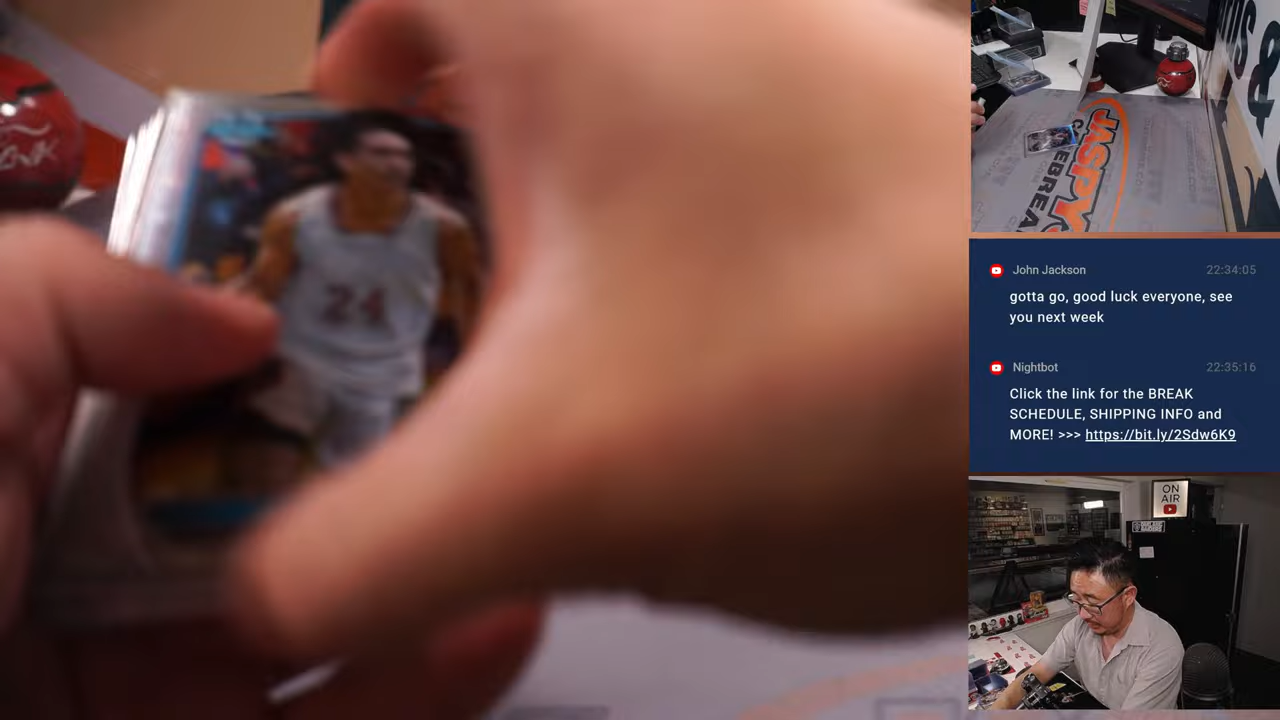 24
JASPY
John Jackson 22:34:05
gotta go, good luck everyone, see
you next week
Nightbot 22:35:16
Click the link for the BREAK
SCHEDULE, SHIPPING INFO and
MORE! >>> https://bit.ly/2Sdw6K9
ON
AIR